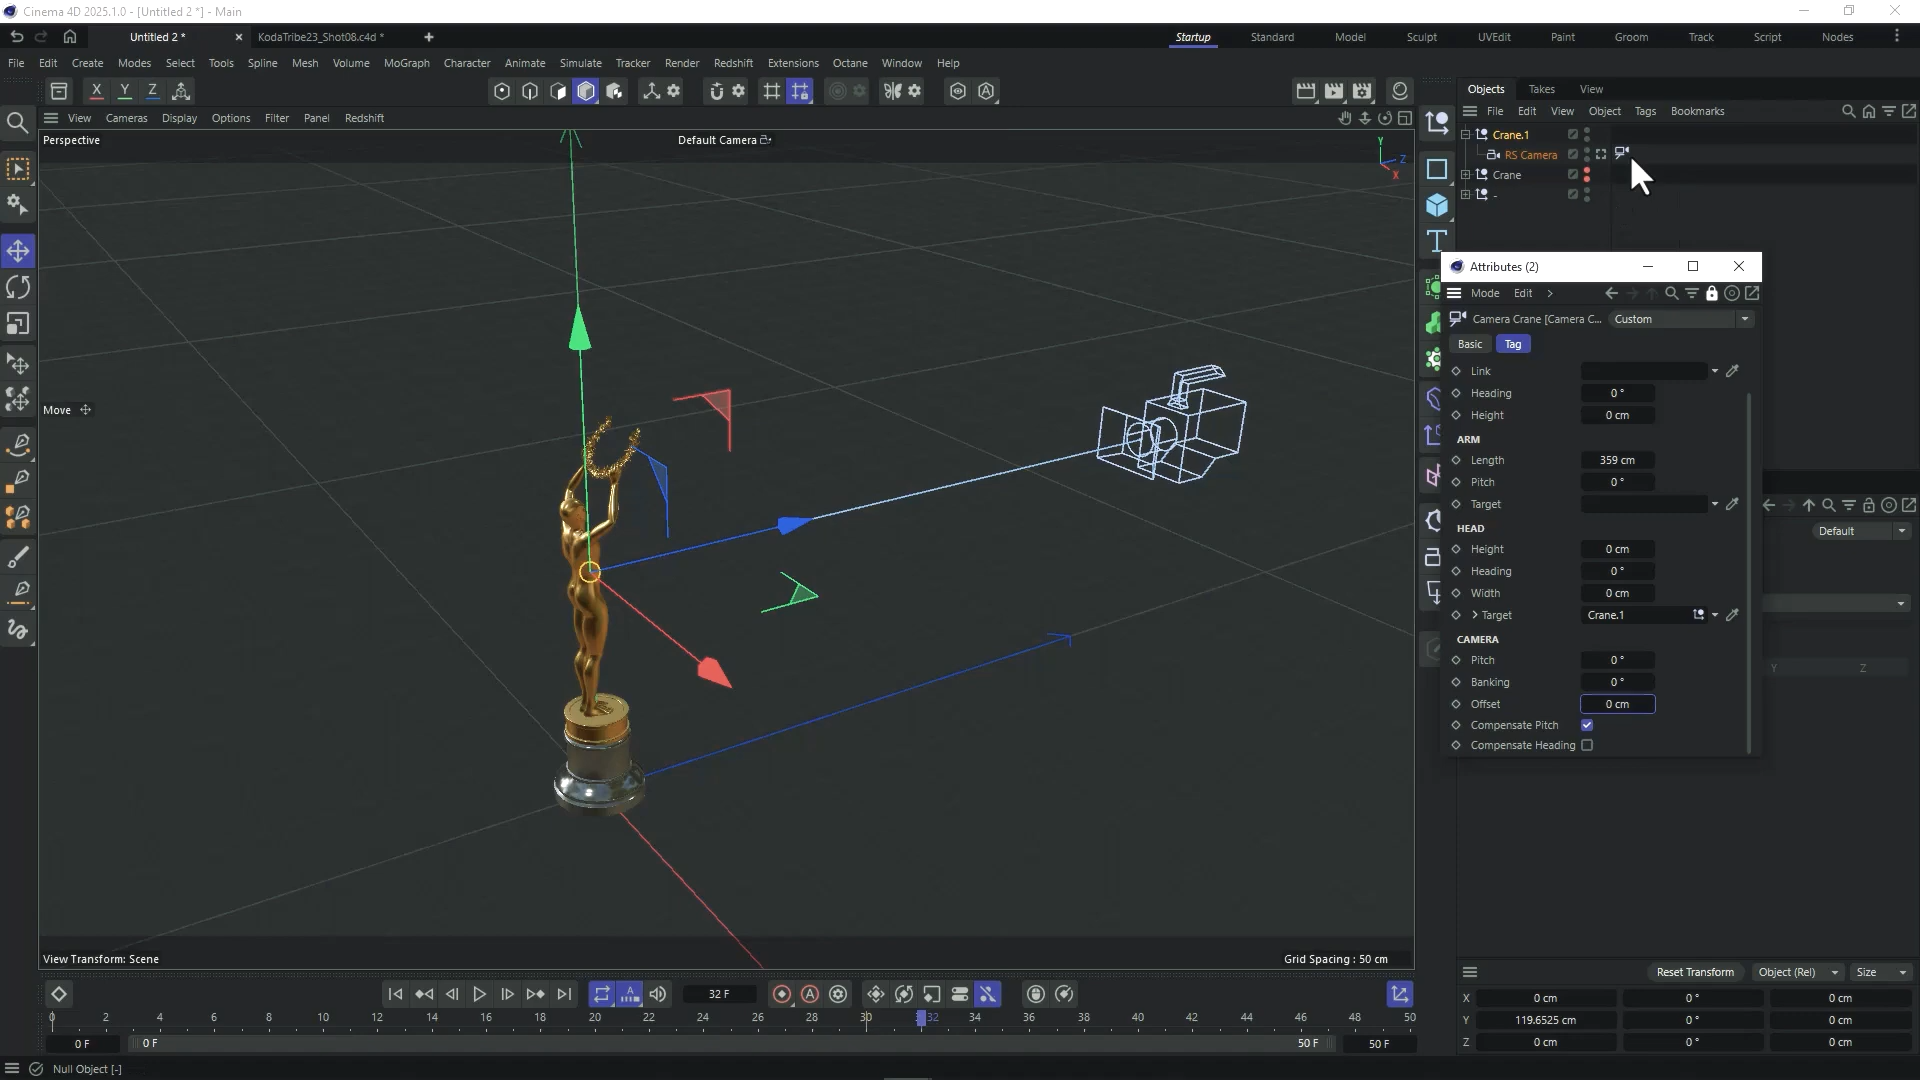 Cinema 4D 2025.1.0 - [Untitled 2 *] - Main
Untitled 2 *
KodaTribe23_Shot08.c4d *
Startup Standard Model Sculpt UVEdit Paint Groom Track Script Nodes
File Edit Create Modes Select Tools Spline Mesh Volume MoGraph Character Animate Simulate Tracker Render Redshift Extensions Octane Window Help
X Y Z
Objects Takes View
View Cameras Display Options Filter Panel Redshift
File Edit View Object Tags Bookmarks
Perspective
Default Camera
Y
Z
X
Crane.1
RS Camera
Crane
-
Move
Attributes (2)
Mode Edit
Camera Crane [Camera C... Custom
Basic Tag
Link
Heading 0 °
Height 0 cm
ARM
Length 359 cm
Pitch 0 °
Target
HEAD
Height 0 cm
Heading 0 °
Width 0 cm
Target Crane.1
CAMERA
Pitch 0 °
Banking 0 °
Offset 0 cm
Compensate Pitch
Compensate Heading
Default
Y Z
View Transform: Scene
Grid Spacing : 50 cm
Reset Transform Object (Rel) Size
X 0 cm 0 ° 0 cm
Y 119.6525 cm 0 ° 0 cm
Z 0 cm 0 ° 0 cm
32 F
0 2 4 6 8 10 12 14 16 18 20 22 24 26 28 30 32 34 36 38 40 42 44 46 48 50
0 F 0 F 50 F 50 F
Null Object [-]